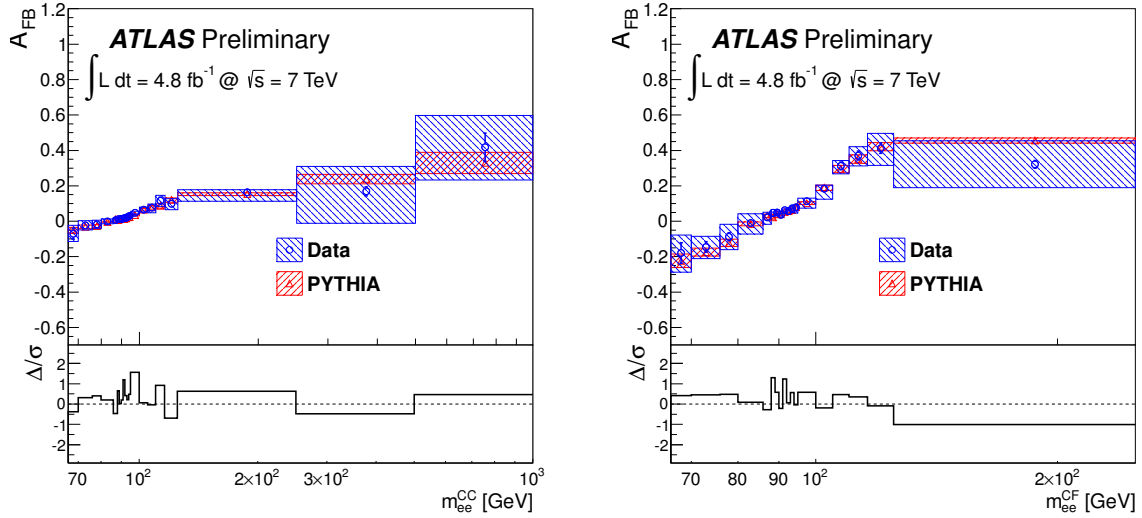 A_FB
1.2
1
0.8
0.6
0.4
0.2
0
-0.2
-0.4
-0.6
ATLAS Preliminary
∫ L dt = 4.8 fb⁻¹ @ √s = 7 TeV
Data
PYTHIA
Δ/σ
2
1
0
-1
-2
70 10² 2×10² 3×10² 10³
m_ee^CC [GeV]
A_FB
1.2
1
0.8
0.6
0.4
0.2
0
-0.2
-0.4
-0.6
ATLAS Preliminary
∫ L dt = 4.8 fb⁻¹ @ √s = 7 TeV
Data
PYTHIA
Δ/σ
2
1
0
-1
-2
70 80 90 10² 2×10²
m_ee^CF [GeV]